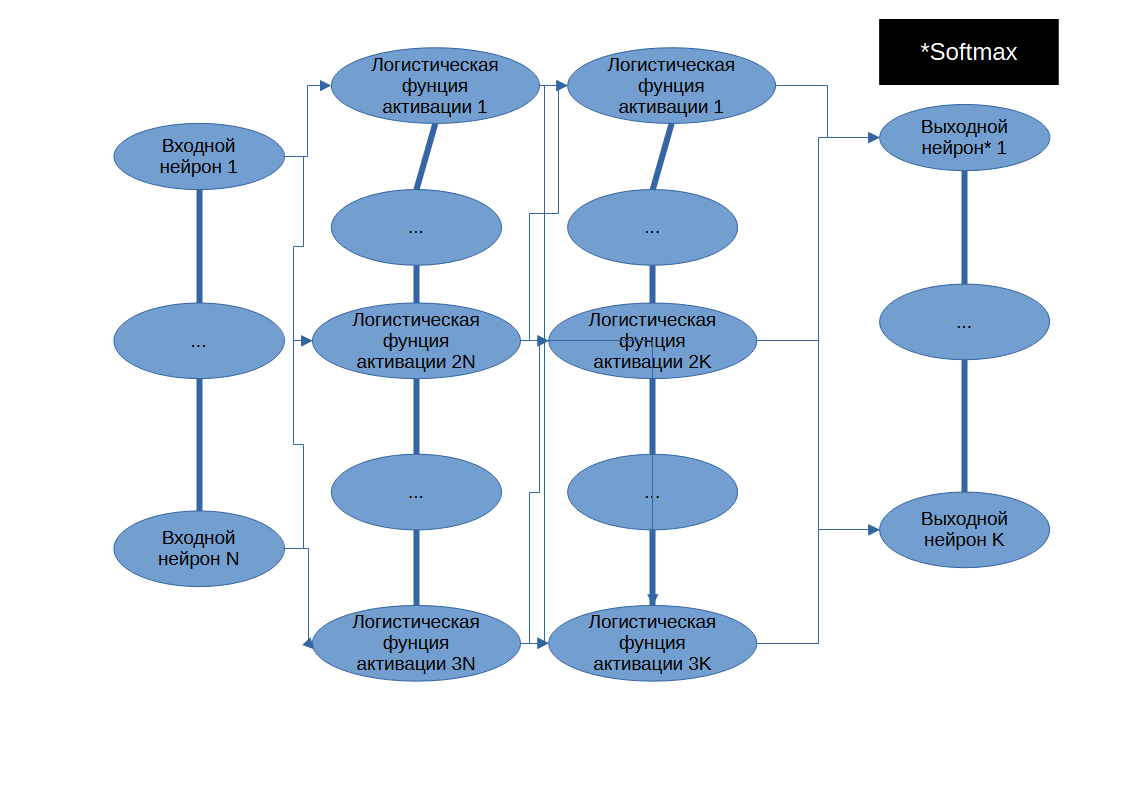 *Softmax
Входной
нейрон 1
...
Входной
нейрон N
Логистическая
фунция
активации 1
...
Логистическая
фунция
активации 2N
...
Логистическая
фунция
активации 3N
Логистическая
фунция
активации 1
...
Логистическая
фунция
активации 2K
...
Логистическая
фунция
активации 3K
Выходной
нейрон* 1
...
Выходной
нейрон K